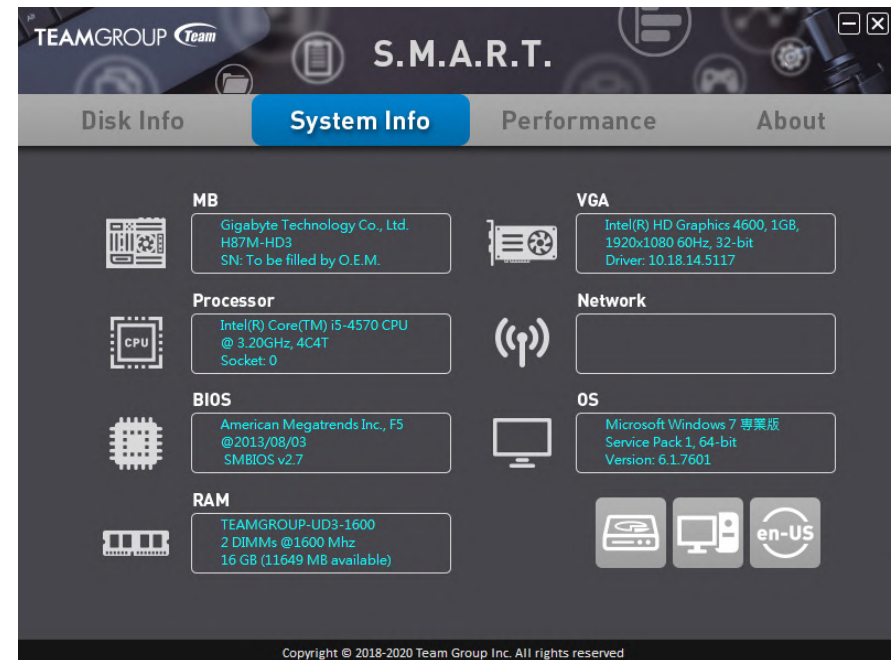 TEAMGROUP Team
S.M.A.R.T.
Disk Info
System Info
Performance
About
MB
Gigabyte Technology Co., Ltd.
H87M-HD3
SN: To be filled by O.E.M.
VGA
Intel(R) HD Graphics 4600, 1GB,
1920x1080 60Hz, 32-bit
Driver: 10.18.14.5117
Processor
Intel(R) Core(TM) i5-4570 CPU
@ 3.20GHz, 4C4T
Socket: 0
CPU
Network
BIOS
American Megatrends Inc., F5
@2013/08/03
SMBIOS v2.7
OS
Microsoft Windows 7 專業版
Service Pack 1, 64-bit
Version: 6.1.7601
RAM
TEAMGROUP-UD3-1600
2 DIMMs @1600 Mhz
16 GB (11649 MB available)
en-US
Copyright © 2018-2020 Team Group Inc. All rights reserved